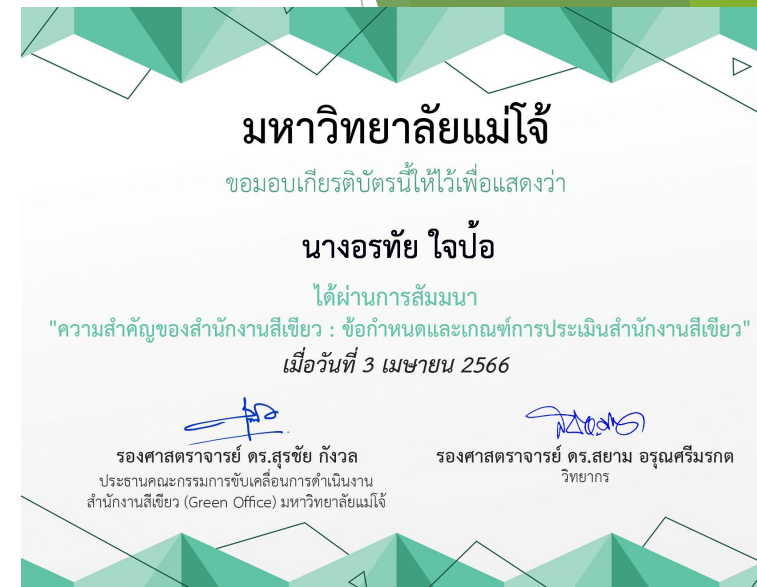 มหาวิทยาลัยแม่โจ้
ขอมอบเกียรติบัตรนี้ให้ไว้เพื่อแสดงว่า
นางอรทัย ใจป้อ
ได้ผ่านการสัมมนา
"ความสำคัญของสำนักงานสีเขียว : ข้อกำหนดและเกณฑ์การประเมินสำนักงานสีเขียว"
เมื่อวันที่ 3 เมษายน 2566
รองศาสตราจารย์ ดร.สุรชัย กังวล
ประธานคณะกรรมการขับเคลื่อนการดำเนินงาน
สำนักงานสีเขียว (Green Office) มหาวิทยาลัยแม่โจ้
รองศาสตราจารย์ ดร.สยาม อรุณศรีมรกต
วิทยากร